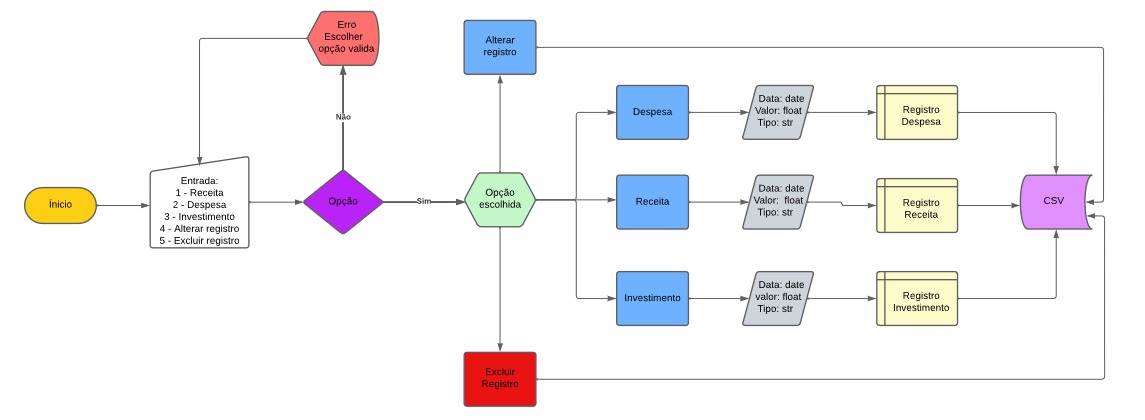 Ínicio
Entrada:
1 - Receita
2 - Despesa
3 - Investimento
4 - Alterar registro
5 - Excluir registro
Erro
Escolher
opção valida
Não
Opção
Sim
Opção
escolhida
Alterar
registro
Excluir
Registro
Despesa
Data: date
Valor: float
Tipo: str
Registro
Despesa
Receita
Data: date
Valor: float
Tipo: str
Registro
Receita
Investimento
Data: date
valor: float
Tipo: str
Registro
Investimento
CSV